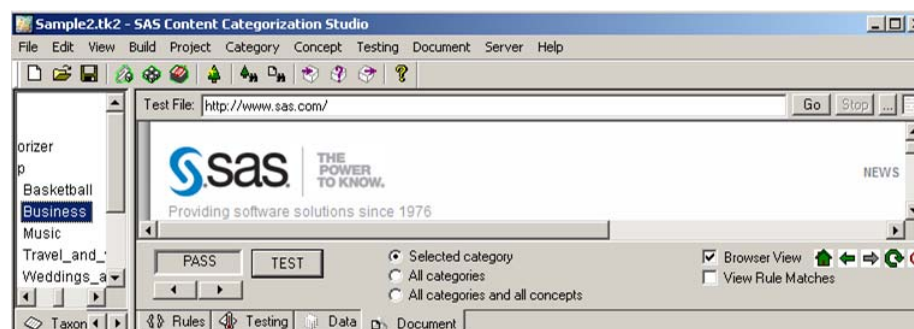 Sample2.tk2 - SAS Content Categorization Studio
File Edit View Build Project Category Concept Testing Document Server Help
Test File: http://www.sas.com/ Go Stop ...
orizer
p
Basketball
Business
Music
Travel_and_
Weddings_a
Taxon
sas THE POWER TO KNOW.
NEWS
Providing software solutions since 1976
PASS TEST
Selected category
All categories
All categories and all concepts
Browser View
View Rule Matches
Rules Testing Data Document